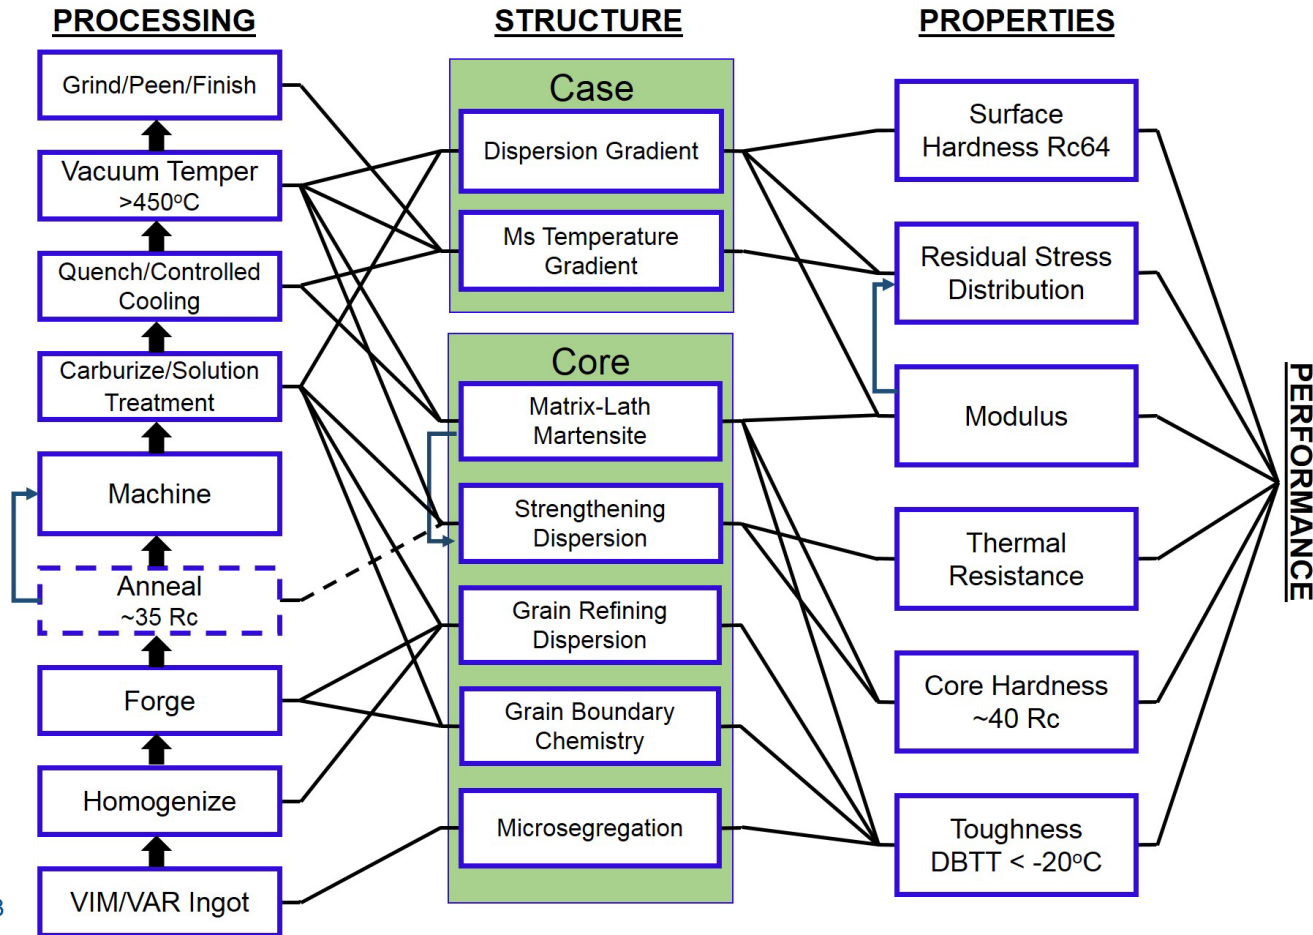 PROCESSING
Grind/Peen/Finish
Vacuum Temper
>450°C
Quench/Controlled
Cooling
Carburize/Solution
Treatment
Machine
Anneal
~35 Rc
Forge
Homogenize
VIM/VAR Ingot
3
STRUCTURE
Case
Dispersion Gradient
Ms Temperature
Gradient
Core
Matrix-Lath
Martensite
Strengthening
Dispersion
Grain Refining
Dispersion
Grain Boundary
Chemistry
Microsegregation
PROPERTIES
Surface
Hardness Rc64
Residual Stress
Distribution
Modulus
Thermal
Resistance
Core Hardness
~40 Rc
Toughness
DBTT < -20°C
PERFORMANCE